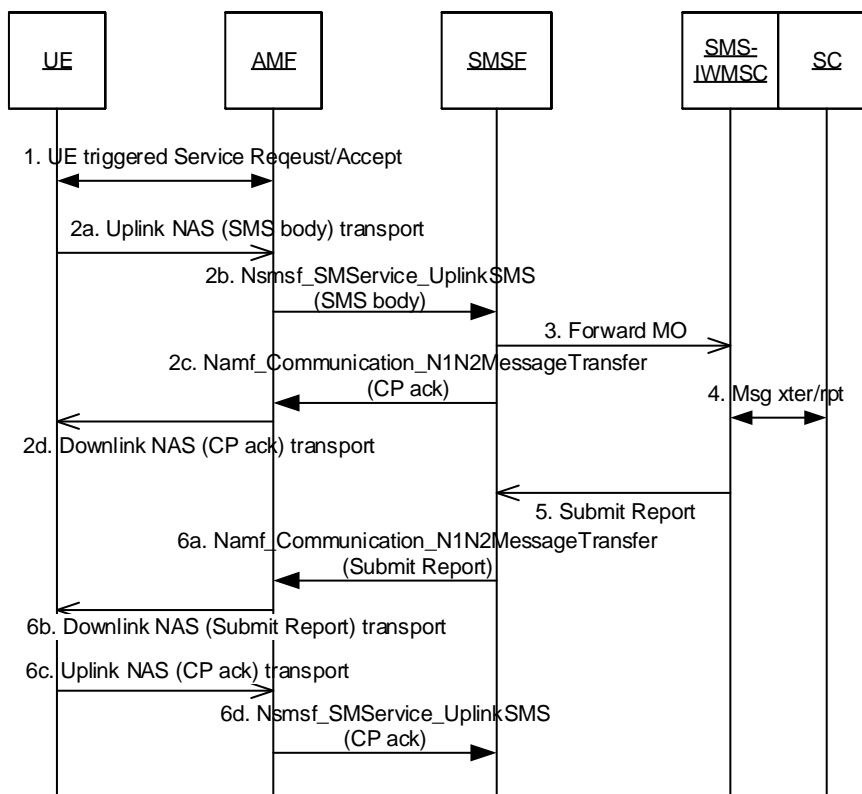 UE
AMF
SMSF
SMS-
IWMSC
SC
1. UE triggered Service Reqeust/Accept
2a. Uplink NAS (SMS body) transport
2b. Nsmsf_SMService_UplinkSMS
(SMS body)
3. Forward MO
2c. Namf_Communication_N1N2MessageTransfer
(CP ack)
4. Msg xter/rpt
2d. Downlink NAS (CP ack) transport
5. Submit Report
6a. Namf_Communication_N1N2MessageTransfer
(Submit Report)
6b. Downlink NAS (Submit Report) transport
6c. Uplink NAS (CP ack) transport
6d. Nsmsf_SMService_UplinkSMS
(CP ack)